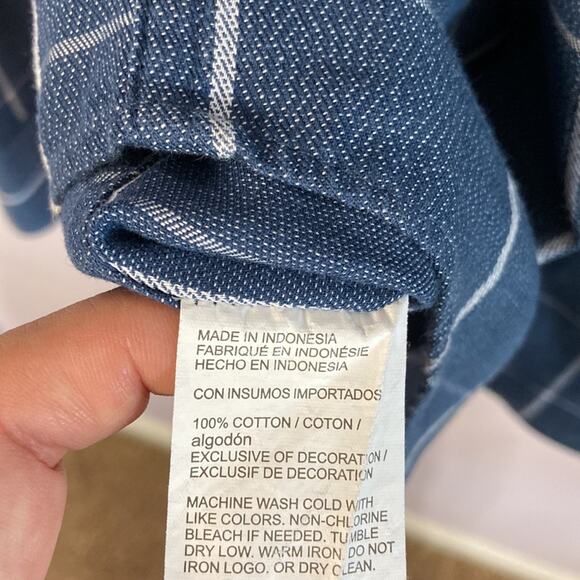 MADE IN INDONESIA
FABRIQUÉ EN INDONÉSIE
HECHO EN INDONESIA
CON INSUMOS IMPORTADOS
100% COTTON / COTON /
algodón
EXCLUSIVE OF DECORATION /
EXCLUSIF DE DECORATION
MACHINE WASH COLD WITH
LIKE COLORS. NON-CHLORINE
BLEACH IF NEEDED. TUMBLE
DRY LOW. WARM IRON. DO NOT
IRON LOGO. OR DRY CLEAN.